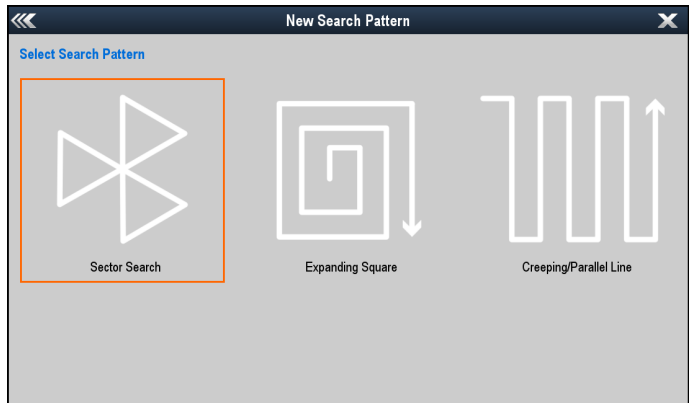 New Search Pattern
Select Search Pattern
Sector Search
Expanding Square
Creeping/Parallel Line